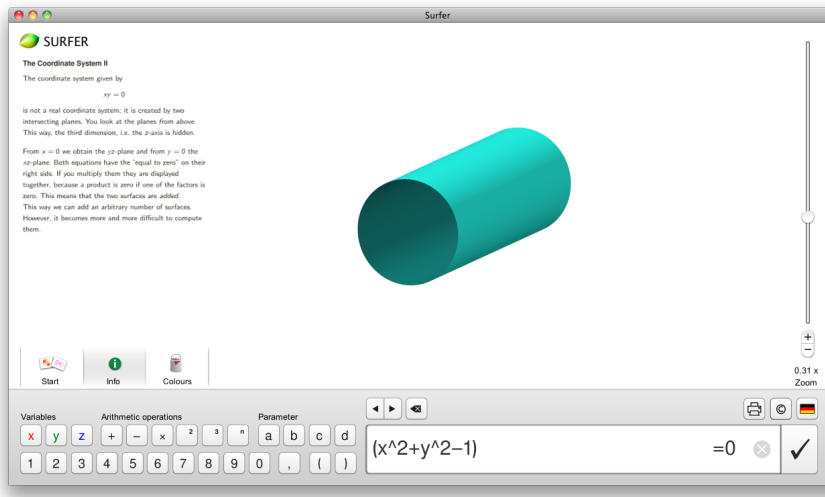 Surfer
SURFER
The Coordinate System II
The coordinate system given by
xy = 0
is not a real coordinate system; it is created by two
intersecting planes. You look at the planes from above.
This way, the third dimension, i.e. the z-axis is hidden.
From x = 0 we obtain the yz-plane and from y = 0 the
xz-plane. Both equations have the "equal to zero" on their
right side. If you multiply them they are displayed
together, because a product is zero if one of the factors is
zero. This means that the two surfaces are added.
This way we can add an arbitrary number of surfaces.
However, it becomes more and more difficult to compute
them.
+
−
0.31 x
Zoom
Start Info Colours
Variables Arithmetic operations Parameter
x y z + − × 2 3 n a b c d
1 2 3 4 5 6 7 8 9 0 , ( )
(x^2+y^2−1) =0